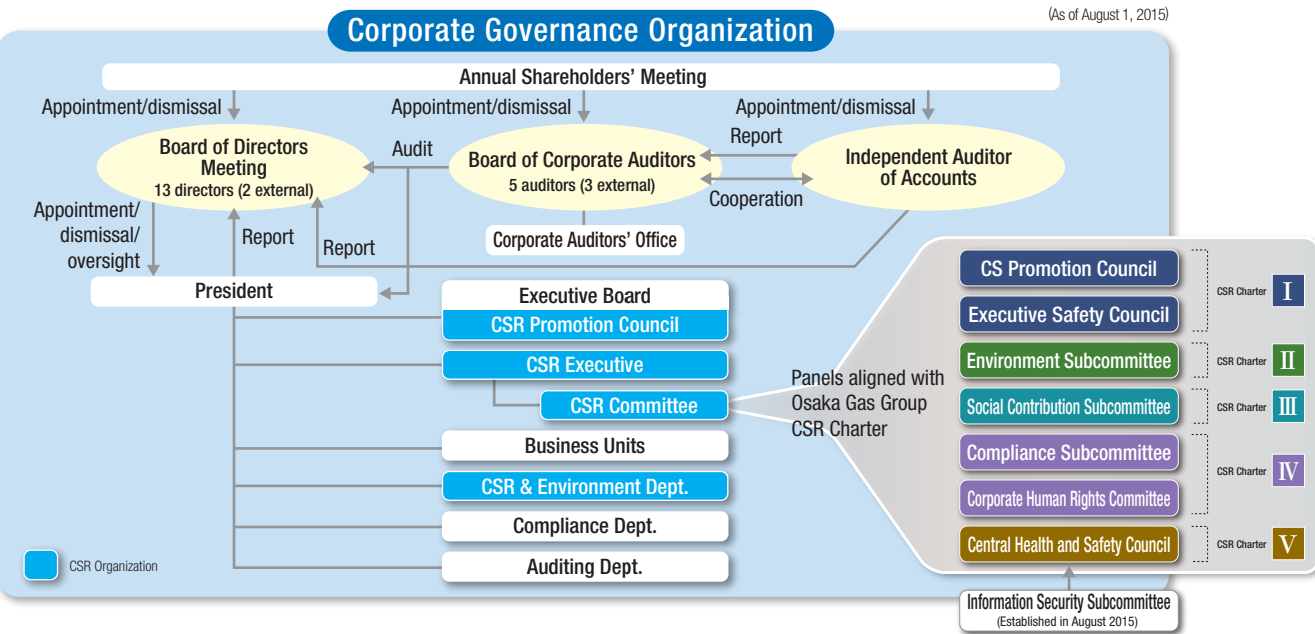 (As of August 1, 2015)
Corporate Governance Organization
Annual Shareholders’ Meeting
Appointment/dismissal
Appointment/dismissal
Appointment/dismissal
Board of Directors
Meeting
13 directors (2 external)
Audit
Board of Corporate Auditors
5 auditors (3 external)
Report
Cooperation
Independent Auditor
of Accounts
Appointment/
dismissal/
oversight
Report
Report
Corporate Auditors’ Office
President
Executive Board
CSR Promotion Council
CSR Executive
CSR Committee
Business Units
CSR & Environment Dept.
Compliance Dept.
Auditing Dept.
CSR Organization
Panels aligned with
Osaka Gas Group
CSR Charter
CS Promotion Council
Executive Safety Council
CSR Charter I
Environment Subcommittee
CSR Charter II
Social Contribution Subcommittee
CSR Charter III
Compliance Subcommittee
Corporate Human Rights Committee
CSR Charter IV
Central Health and Safety Council
CSR Charter V
Information Security Subcommittee
(Established in August 2015)